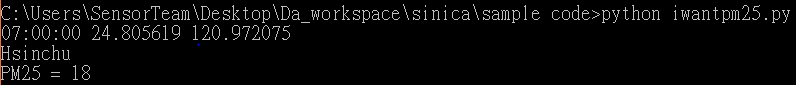 C:\Users\SensorTeam\Desktop\Da_workspace\sinica\sample code>python iwantpm25.py
07:00:00 24.805619 120.972075
Hsinchu
PM25 = 18